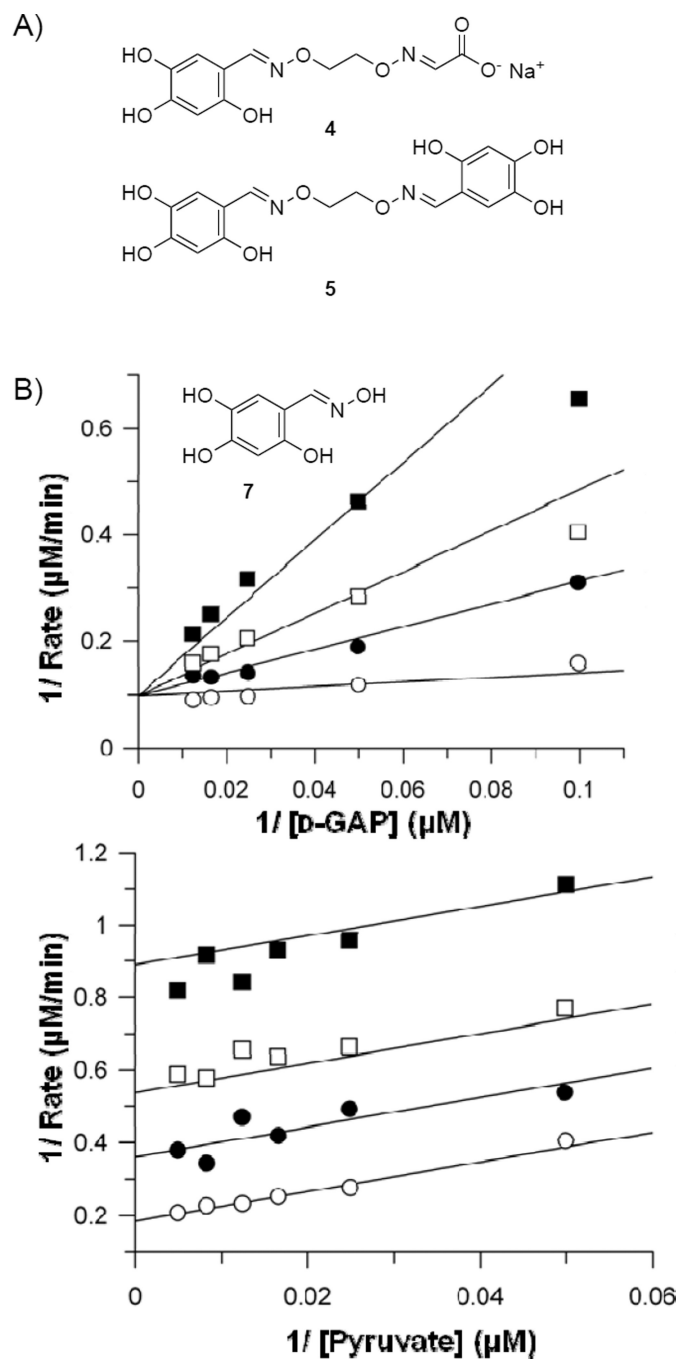 A)
HO
HO
OH
N
O
O
N
O
O- Na+
4
HO
HO
OH
N
O
O
N
HO
OH
OH
5
B)
HO
HO
OH
N
OH
7
0.6
0.4
0.2
0
0
0.02
0.04
0.06
0.08
0.1
1/ Rate (µM/min)
1/ [D-GAP] (µM)
1.2
1
0.8
0.6
0.4
0.2
0
0.02
0.04
0.06
1/ Rate (µM/min)
1/ [Pyruvate] (µM)